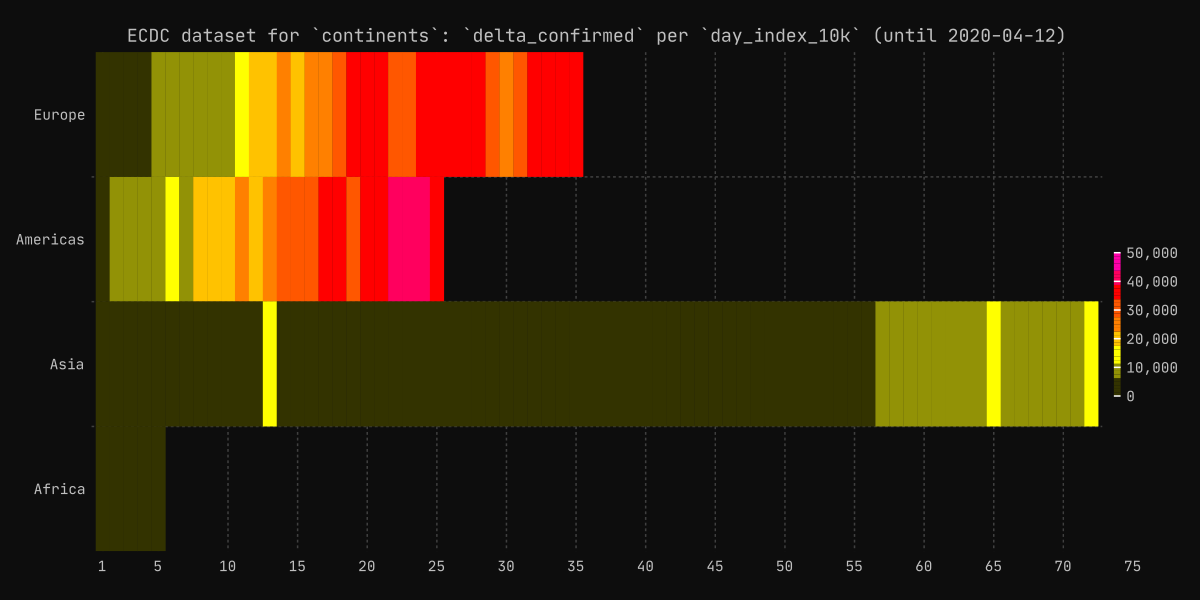 ECDC dataset for `continents`: `delta_confirmed` per `day_index_10k` (until 2020-04-12)
Europe
Americas
Asia
Africa
50,000
40,000
30,000
20,000
10,000
0
1 5 10 15 20 25 30 35 40 45 50 55 60 65 70 75